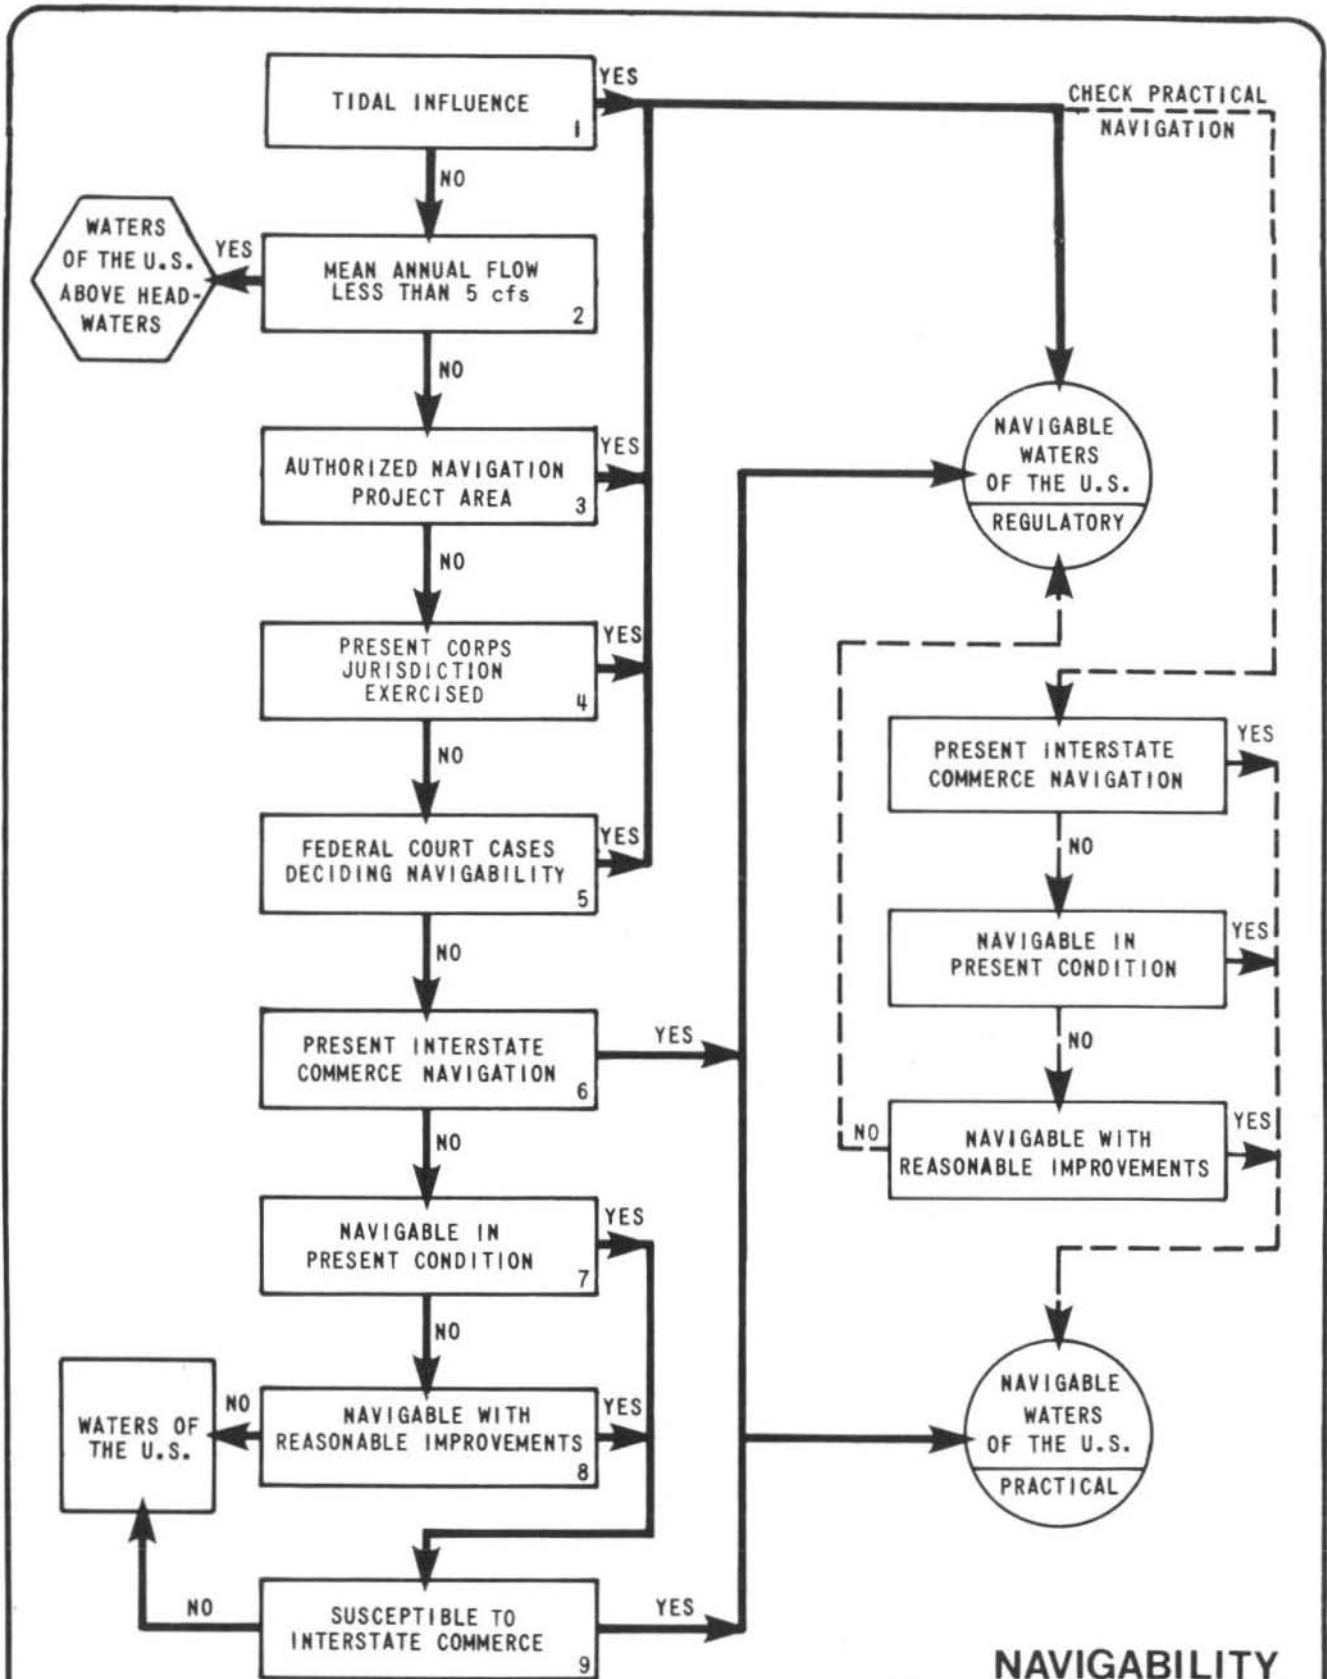 TIDAL INFLUENCE
1
YES
NO
CHECK PRACTICAL
NAVIGATION
WATERS
OF THE U.S.
ABOVE HEAD-
WATERS
YES
MEAN ANNUAL FLOW
LESS THAN 5 cfs
2
NO
AUTHORIZED NAVIGATION
PROJECT AREA
3
YES
NO
PRESENT CORPS
JURISDICTION
EXERCISED
4
YES
NO
FEDERAL COURT CASES
DECIDING NAVIGABILITY
5
YES
NO
PRESENT INTERSTATE
COMMERCE NAVIGATION
6
YES
NO
NAVIGABLE IN
PRESENT CONDITION
7
YES
NO
WATERS OF
THE U.S.
NO
NAVIGABLE WITH
REASONABLE IMPROVEMENTS
8
YES
NO
SUSCEPTIBLE TO
INTERSTATE COMMERCE
9
YES
NAVIGABLE
WATERS
OF THE U.S.
REGULATORY
PRESENT INTERSTATE
COMMERCE NAVIGATION
YES
NO
NAVIGABLE IN
PRESENT CONDITION
YES
NO
NO
NAVIGABLE WITH
REASONABLE IMPROVEMENTS
YES
NAVIGABLE
WATERS
OF THE U.S.
PRACTICAL
NAVIGABILITY